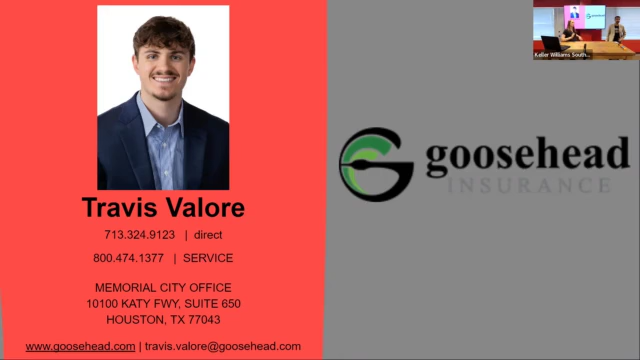 Travis Valore
713.324.9123 | direct
800.474.1377 | SERVICE
MEMORIAL CITY OFFICE
10100 KATY FWY, SUITE 650
HOUSTON, TX 77043
www.goosehead.com | travis.valore@goosehead.com
goosehead
INSURANCE
Keller Williams South...